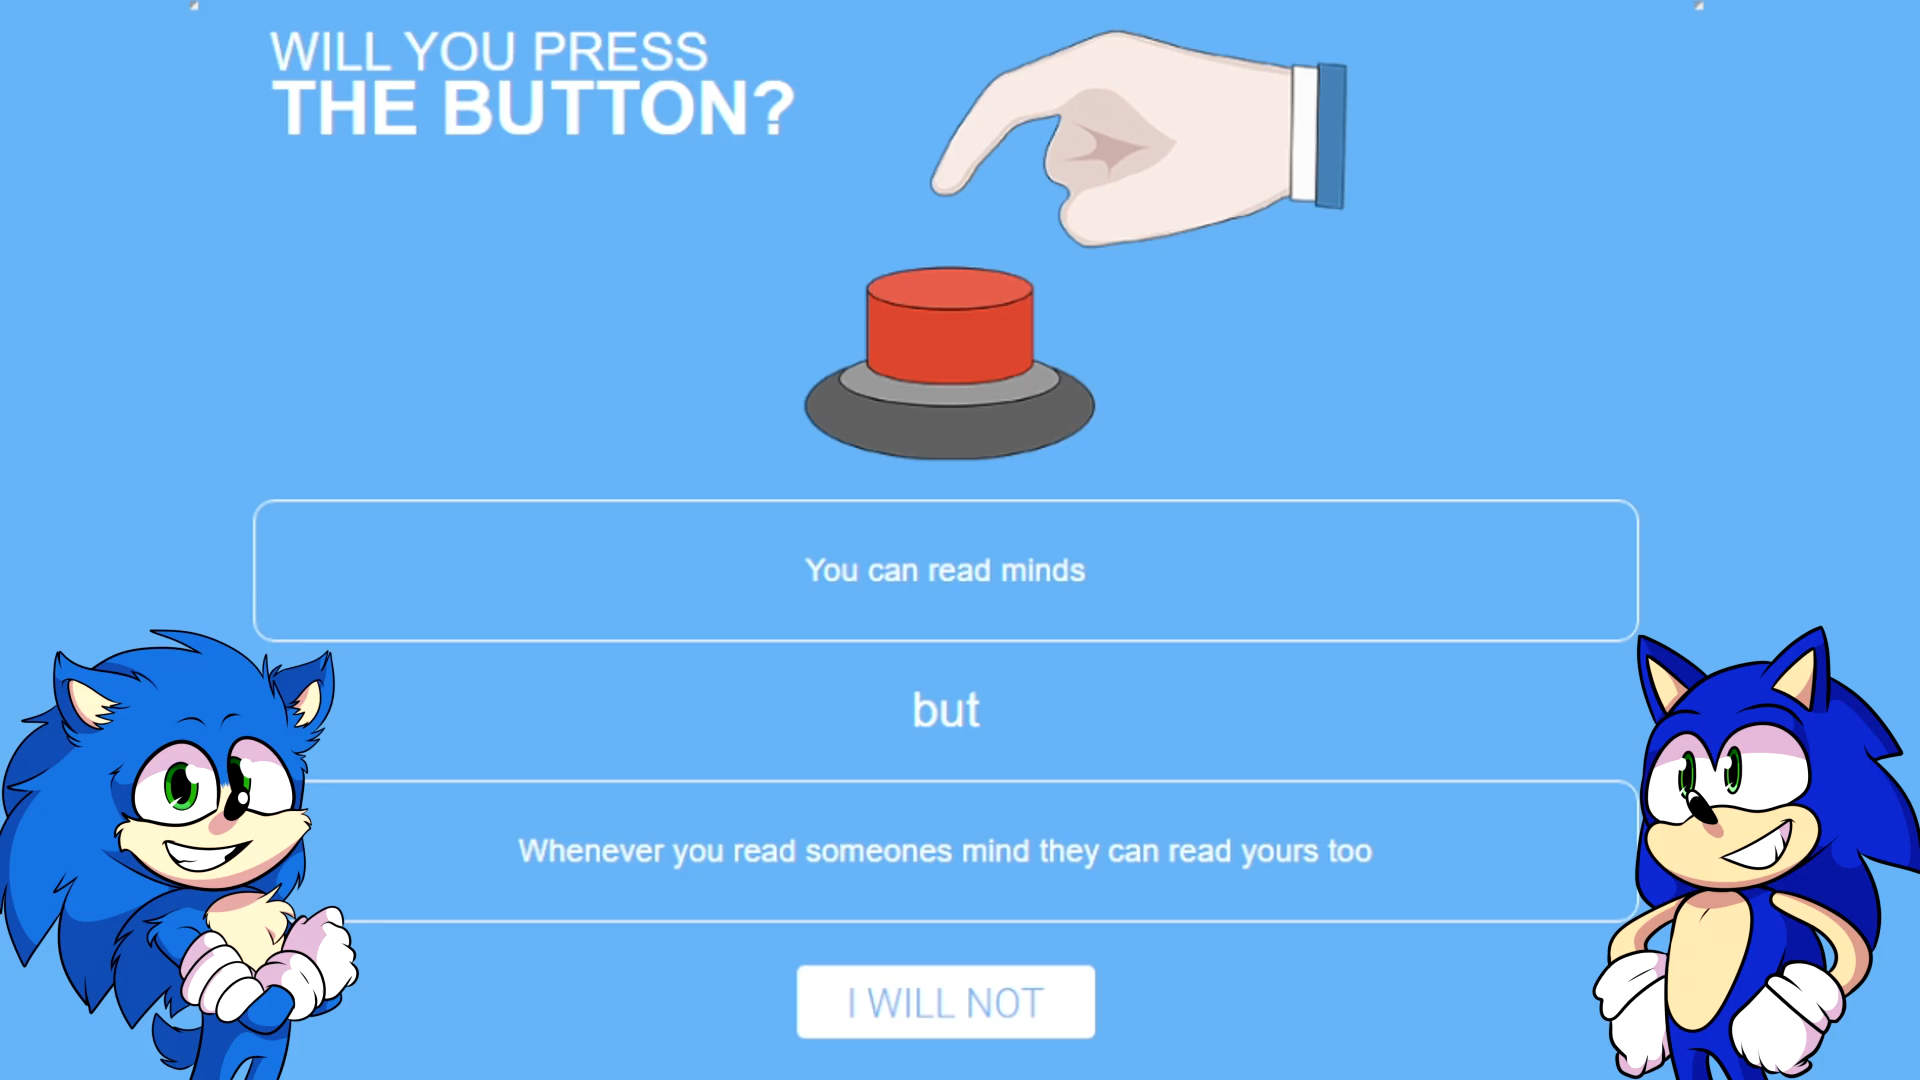 WILL YOU PRESS
THE BUTTON?
You can read minds
but
Whenever you read someones mind they can read yours too
I WILL NOT